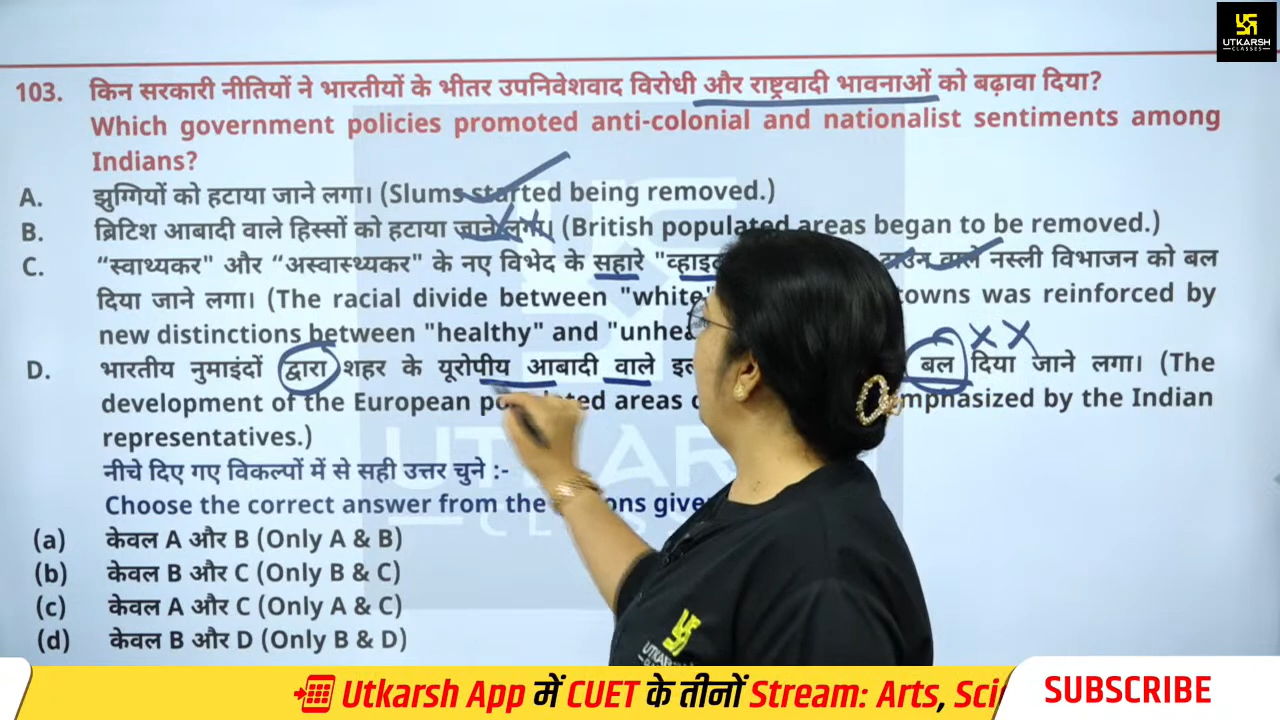 UTKARSH
CLASSES
103. किन सरकारी नीतियों ने भारतीयों के भीतर उपनिवेशवाद विरोधी और राष्ट्रवादी भावनाओं को बढ़ावा दिया?
Which government policies promoted anti-colonial and nationalist sentiments among
Indians?
A. झुग्गियों को हटाया जाने लगा। (Slums started being removed.)
B. ब्रिटिश आबादी वाले हिस्सों को हटाया जाने लगा। (British populated areas began to be removed.)
C. “स्वाथ्यकर" और “अस्वास्थ्यकर" के नए विभेद के सहारे टाउन वाले नस्ली विभाजन को बल
दिया जाने लगा। (The racial divide between "white" towns was reinforced by
new distinctions between "healthy" and
D. भारतीय नुमाइंदों द्वारा शहर के यूरोपीय आबादी वाले बल दिया जाने लगा। (The
development of the European populated areas by the Indian
representatives.)
नीचे दिए गए विकल्पों में से सही उत्तर चुने :-
Choose the correct answer from the
(a) केवल A और B (Only A & B)
(b) केवल B और C (Only B & C)
(c) केवल A और C (Only A & C)
(d) केवल B और D (Only B & D)
Utkarsh App में CUET के तीनों Stream: Arts,
SUBSCRIBE